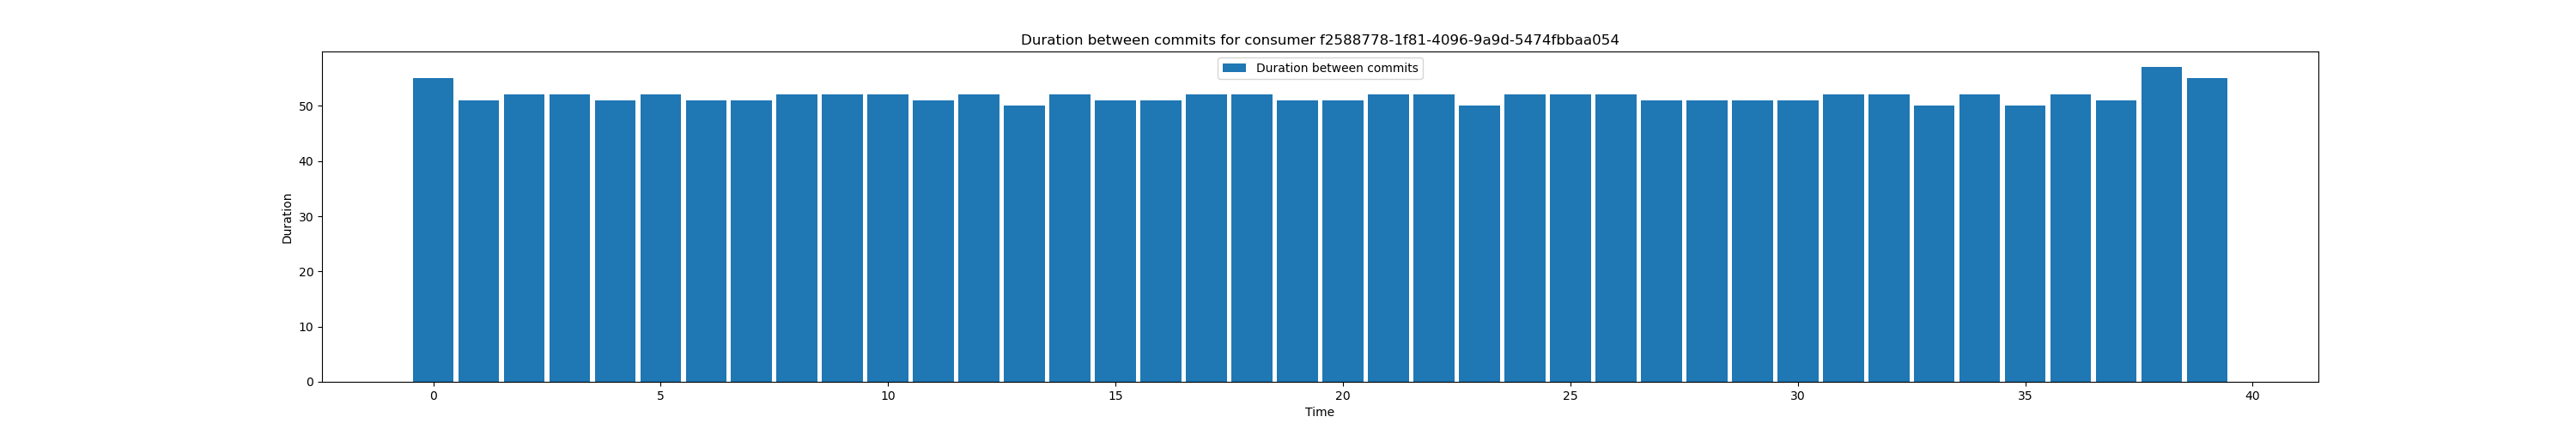 Duration between commits for consumer f2588778-1f81-4096-9a9d-5474fbbaa054
Duration between commits
50
40
30
20
10
0
Duration
0 5 10 15 20 25 30 35 40
Time